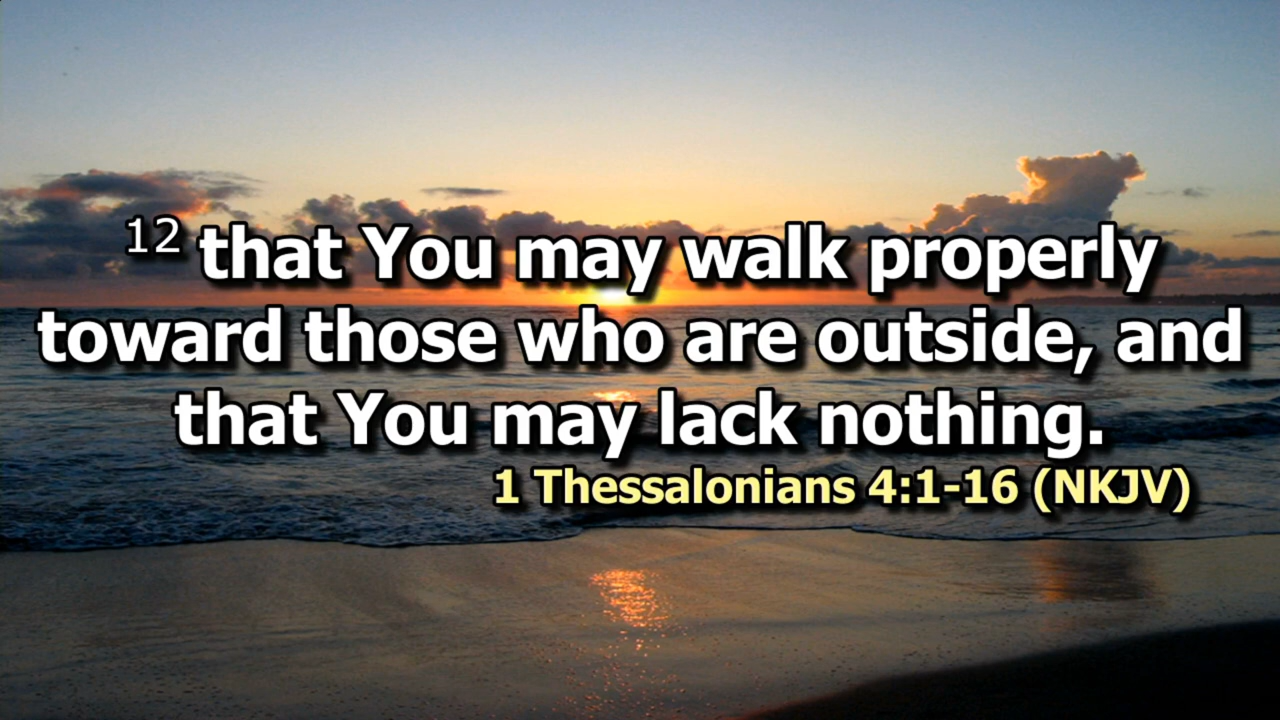 12 that You may walk properly
toward those who are outside, and
that You may lack nothing.
1 Thessalonians 4:1-16 (NKJV)